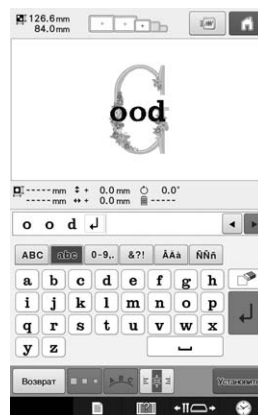 126.6mm
84.0mm
ood
-----mm + 0.0mm 0.0°
-----mm + 0.0mm -----
o o d ↲
ABC abc 0-9,. &?! ÄAä ÑÑñ
a b c d e f g h
i j k l m n o p
q r s t u v w x
y z
Возврат